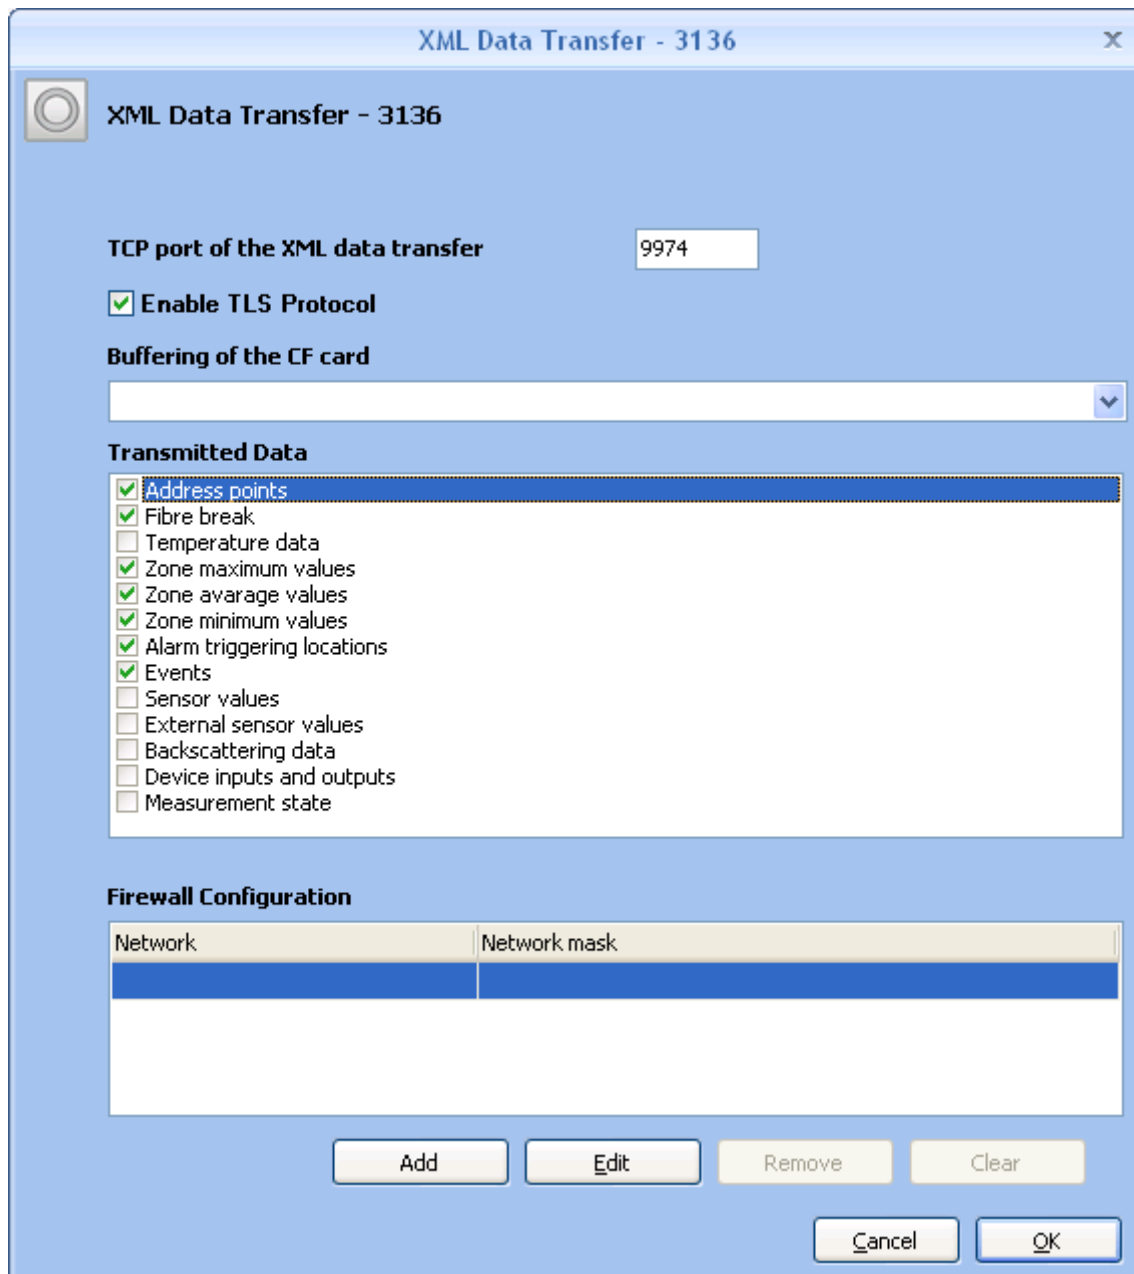 XML Data Transfer - 3136
XML Data Transfer - 3136
TCP port of the XML data transfer
9974
Enable TLS Protocol
Buffering of the CF card
Transmitted Data
Address points
Fibre break
Temperature data
Zone maximum values
Zone avarage values
Zone minimum values
Alarm triggering locations
Events
Sensor values
External sensor values
Backscattering data
Device inputs and outputs
Measurement state
Firewall Configuration
Network Network mask
Add Edit Remove Clear
Cancel OK